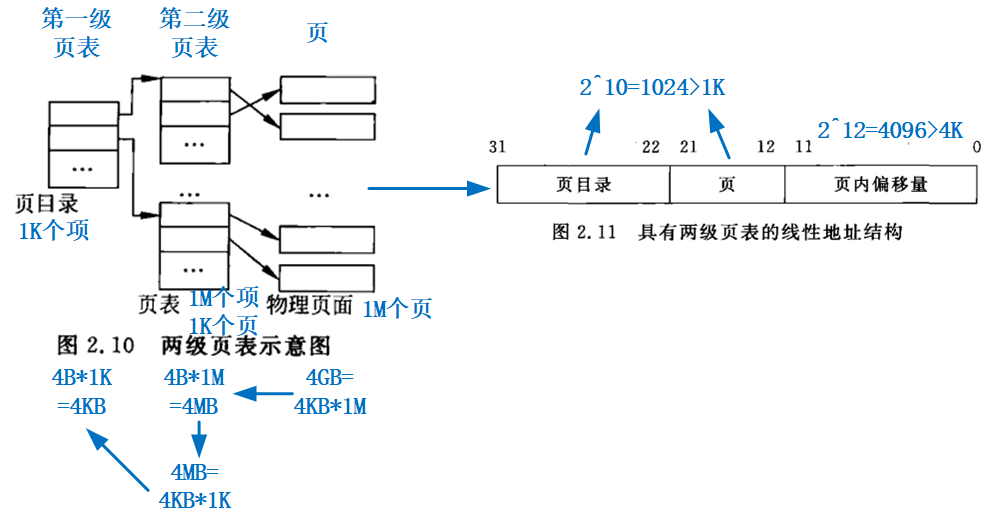 第一级
页表
第二级
页表
页
...
...
...
...
...
页目录
1K个项
页表
1M个项
1K个页
物理页面
1M个页
图 2.10 两级页表示意图
4B*1K
=4KB
4B*1M
=4MB
4GB=
4KB*1M
4MB=
4KB*1K
2^10=1024>1K
2^12=4096>4K
31 22 21 12 11 0
页目录 页 页内偏移量
图 2.11 具有两级页表的线性地址结构